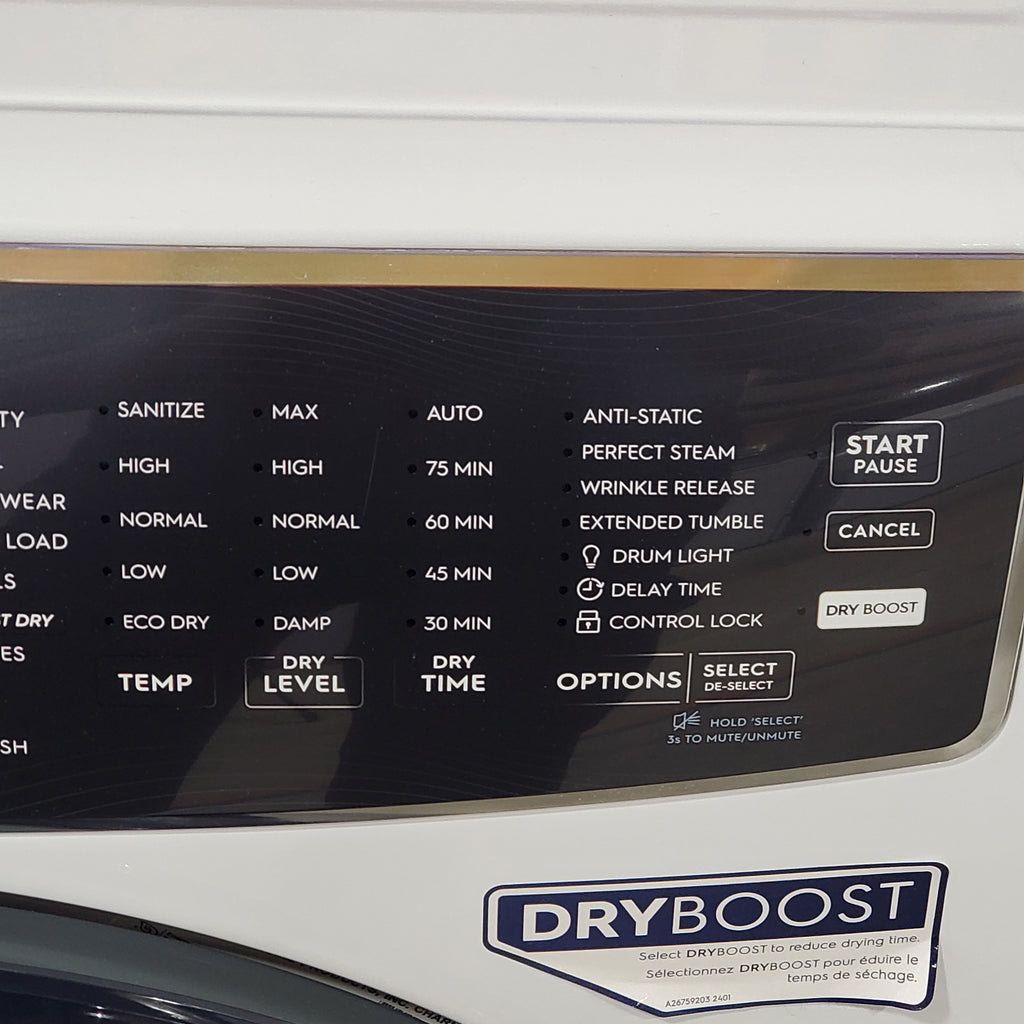 TY
WEAR
LOAD
LS
ST DRY
ES
SH
SANITIZE
HIGH
NORMAL
LOW
ECO DRY
TEMP
MAX
HIGH
NORMAL
LOW
DAMP
DRY
LEVEL
AUTO
75 MIN
60 MIN
45 MIN
30 MIN
DRY
TIME
ANTI-STATIC
PERFECT STEAM
WRINKLE RELEASE
EXTENDED TUMBLE
DRUM LIGHT
DELAY TIME
CONTROL LOCK
OPTIONS
SELECT
DE-SELECT
HOLD 'SELECT'
3s TO MUTE/UNMUTE
START
PAUSE
CANCEL
DRY BOOST
DRYBOOST
Select DRYBOOST to reduce drying time.
Sélectionnez DRYBOOST pour éduire le
temps de séchage.
A26759203 2401